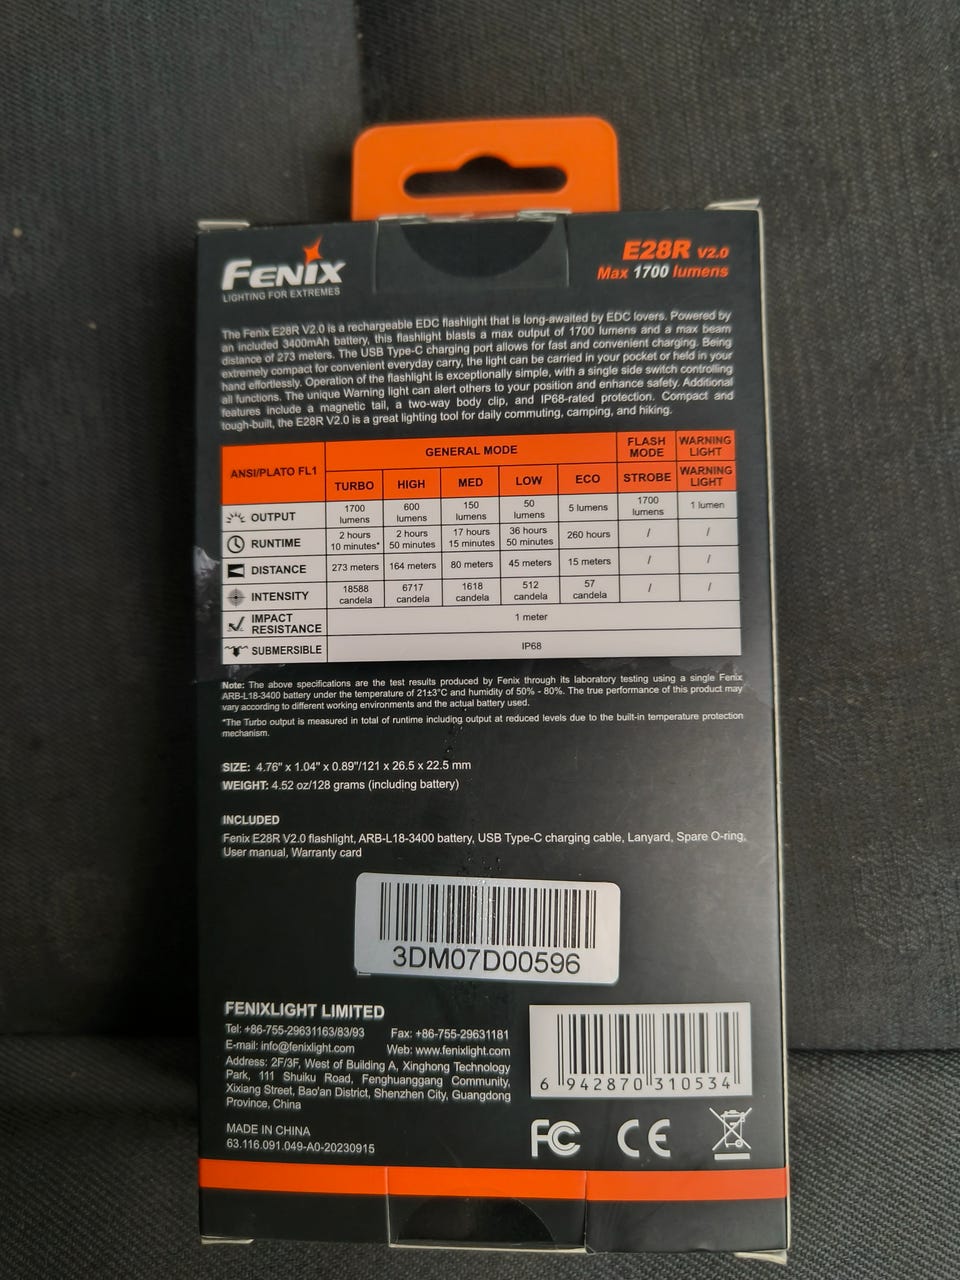 FENIX
LIGHTING FOR EXTREMES
E28R V2.0
Max 1700 lumens
The Fenix E28R V2.0 is a rechargeable EDC flashlight that is long-awaited by EDC lovers. Powered by
an included 3400mAh battery, this flashlight blasts a max output of 1700 lumens and a max beam
distance of 273 meters. The USB Type-C charging port allows for fast and convenient charging. Being
extremely compact for convenient everyday carry, the light can be carried in your pocket or held in your
hand effortlessly. Operation of the flashlight is exceptionally simple, with a single side switch controlling
all functions. The unique Warning light can alert others to your position and enhance safety. Additional
features include a magnetic tail, a two-way body clip, and IP68-rated protection. Compact and
tough-built, the E28R V2.0 is a great lighting tool for daily commuting, camping, and hiking.
ANSI/PLATO FL1 GENERAL MODE FLASH MODE WARNING LIGHT
TURBO HIGH MED LOW ECO STROBE WARNING LIGHT
OUTPUT 1700 lumens 600 lumens 150 lumens 50 lumens 5 lumens 1700 lumens 1 lumen
RUNTIME 2 hours 10 minutes* 2 hours 50 minutes 17 hours 15 minutes 36 hours 50 minutes 260 hours / /
DISTANCE 273 meters 164 meters 80 meters 45 meters 15 meters / /
INTENSITY 18588 candela 6717 candela 1618 candela 512 candela 57 candela / /
IMPACT RESISTANCE 1 meter
SUBMERSIBLE IP68
Note: The above specifications are the test results produced by Fenix through its laboratory testing using a single Fenix
ARB-L18-3400 battery under the temperature of 21±3°C and humidity of 50% - 80%. The true performance of this product may
vary according to different working environments and the actual battery used.
*The Turbo output is measured in total of runtime including output at reduced levels due to the built-in temperature protection
mechanism.
SIZE: 4.76" x 1.04" x 0.89"/121 x 26.5 x 22.5 mm
WEIGHT: 4.52 oz/128 grams (including battery)
INCLUDED
Fenix E28R V2.0 flashlight, ARB-L18-3400 battery, USB Type-C charging cable, Lanyard, Spare O-ring,
User manual, Warranty card
3DM07D00596
FENIXLIGHT LIMITED
Tel: +86-755-29631163/83/93 Fax: +86-755-29631181
E-mail: info@fenixlight.com Web: www.fenixlight.com
Address: 2F/3F, West of Building A, Xinghong Technology
Park, 111 Shuiku Road, Fenghuanggang Community,
Xixiang Street, Bao'an District, Shenzhen City, Guangdong
Province, China
6 942870 310534
MADE IN CHINA
63.116.091.049-A0-20230915
FC CE